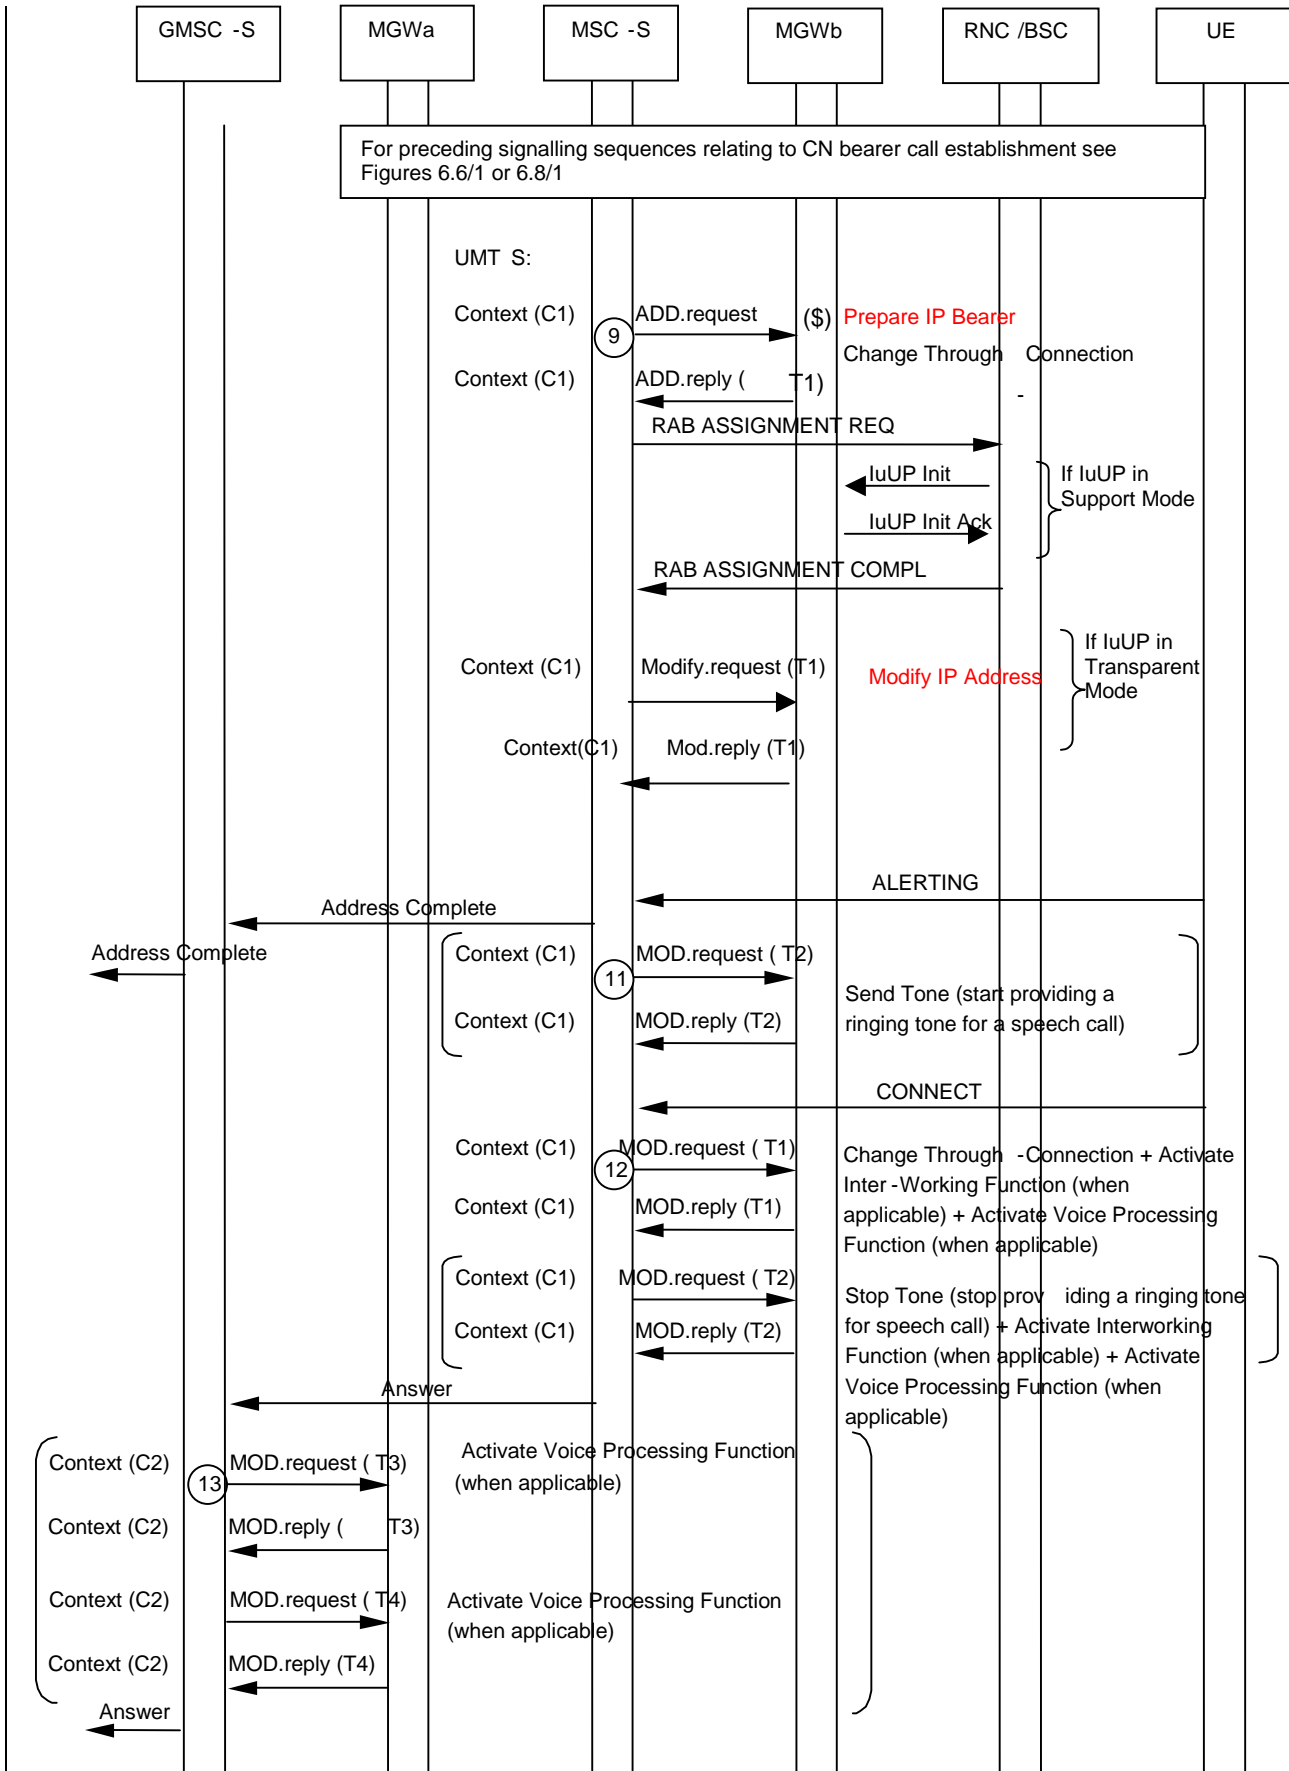 GMSC -S
MGWa
MSC -S
MGWb
RNC /BSC
UE
For preceding signalling sequences relating to CN bearer call establishment see
Figures 6.6/1 or 6.8/1
UMT S:
Context (C1)
ADD.request
($)
Prepare IP Bearer
9
Change Through Connection
Context (C1)
ADD.reply ( T1)
-
RAB ASSIGNMENT REQ
IuUP Init
If IuUP in
Support Mode
IuUP Init Ack
RAB ASSIGNMENT COMPL
If IuUP in
Transparent
Mode
Context (C1)
Modify.request (T1)
Modify IP Address
Context(C1)
Mod.reply (T1)
ALERTING
Address Complete
Address Complete
Context (C1)
MOD.request ( T2)
11
Send Tone (start providing a
ringing tone for a speech call)
Context (C1)
MOD.reply (T2)
CONNECT
Context (C1)
MOD.request ( T1)
12
Change Through -Connection + Activate
Inter -Working Function (when
applicable) + Activate Voice Processing
Function (when applicable)
Context (C1)
MOD.reply (T1)
Context (C1)
MOD.request ( T2)
Stop Tone (stop prov iding a ringing tone
for speech call) + Activate Interworking
Function (when applicable) + Activate
Voice Processing Function (when
applicable)
Context (C1)
MOD.reply (T2)
Answer
Context (C2)
MOD.request ( T3)
13
Activate Voice Processing Function
(when applicable)
Context (C2)
MOD.reply ( T3)
Context (C2)
MOD.request ( T4)
Activate Voice Processing Function
(when applicable)
Context (C2)
MOD.reply (T4)
Answer